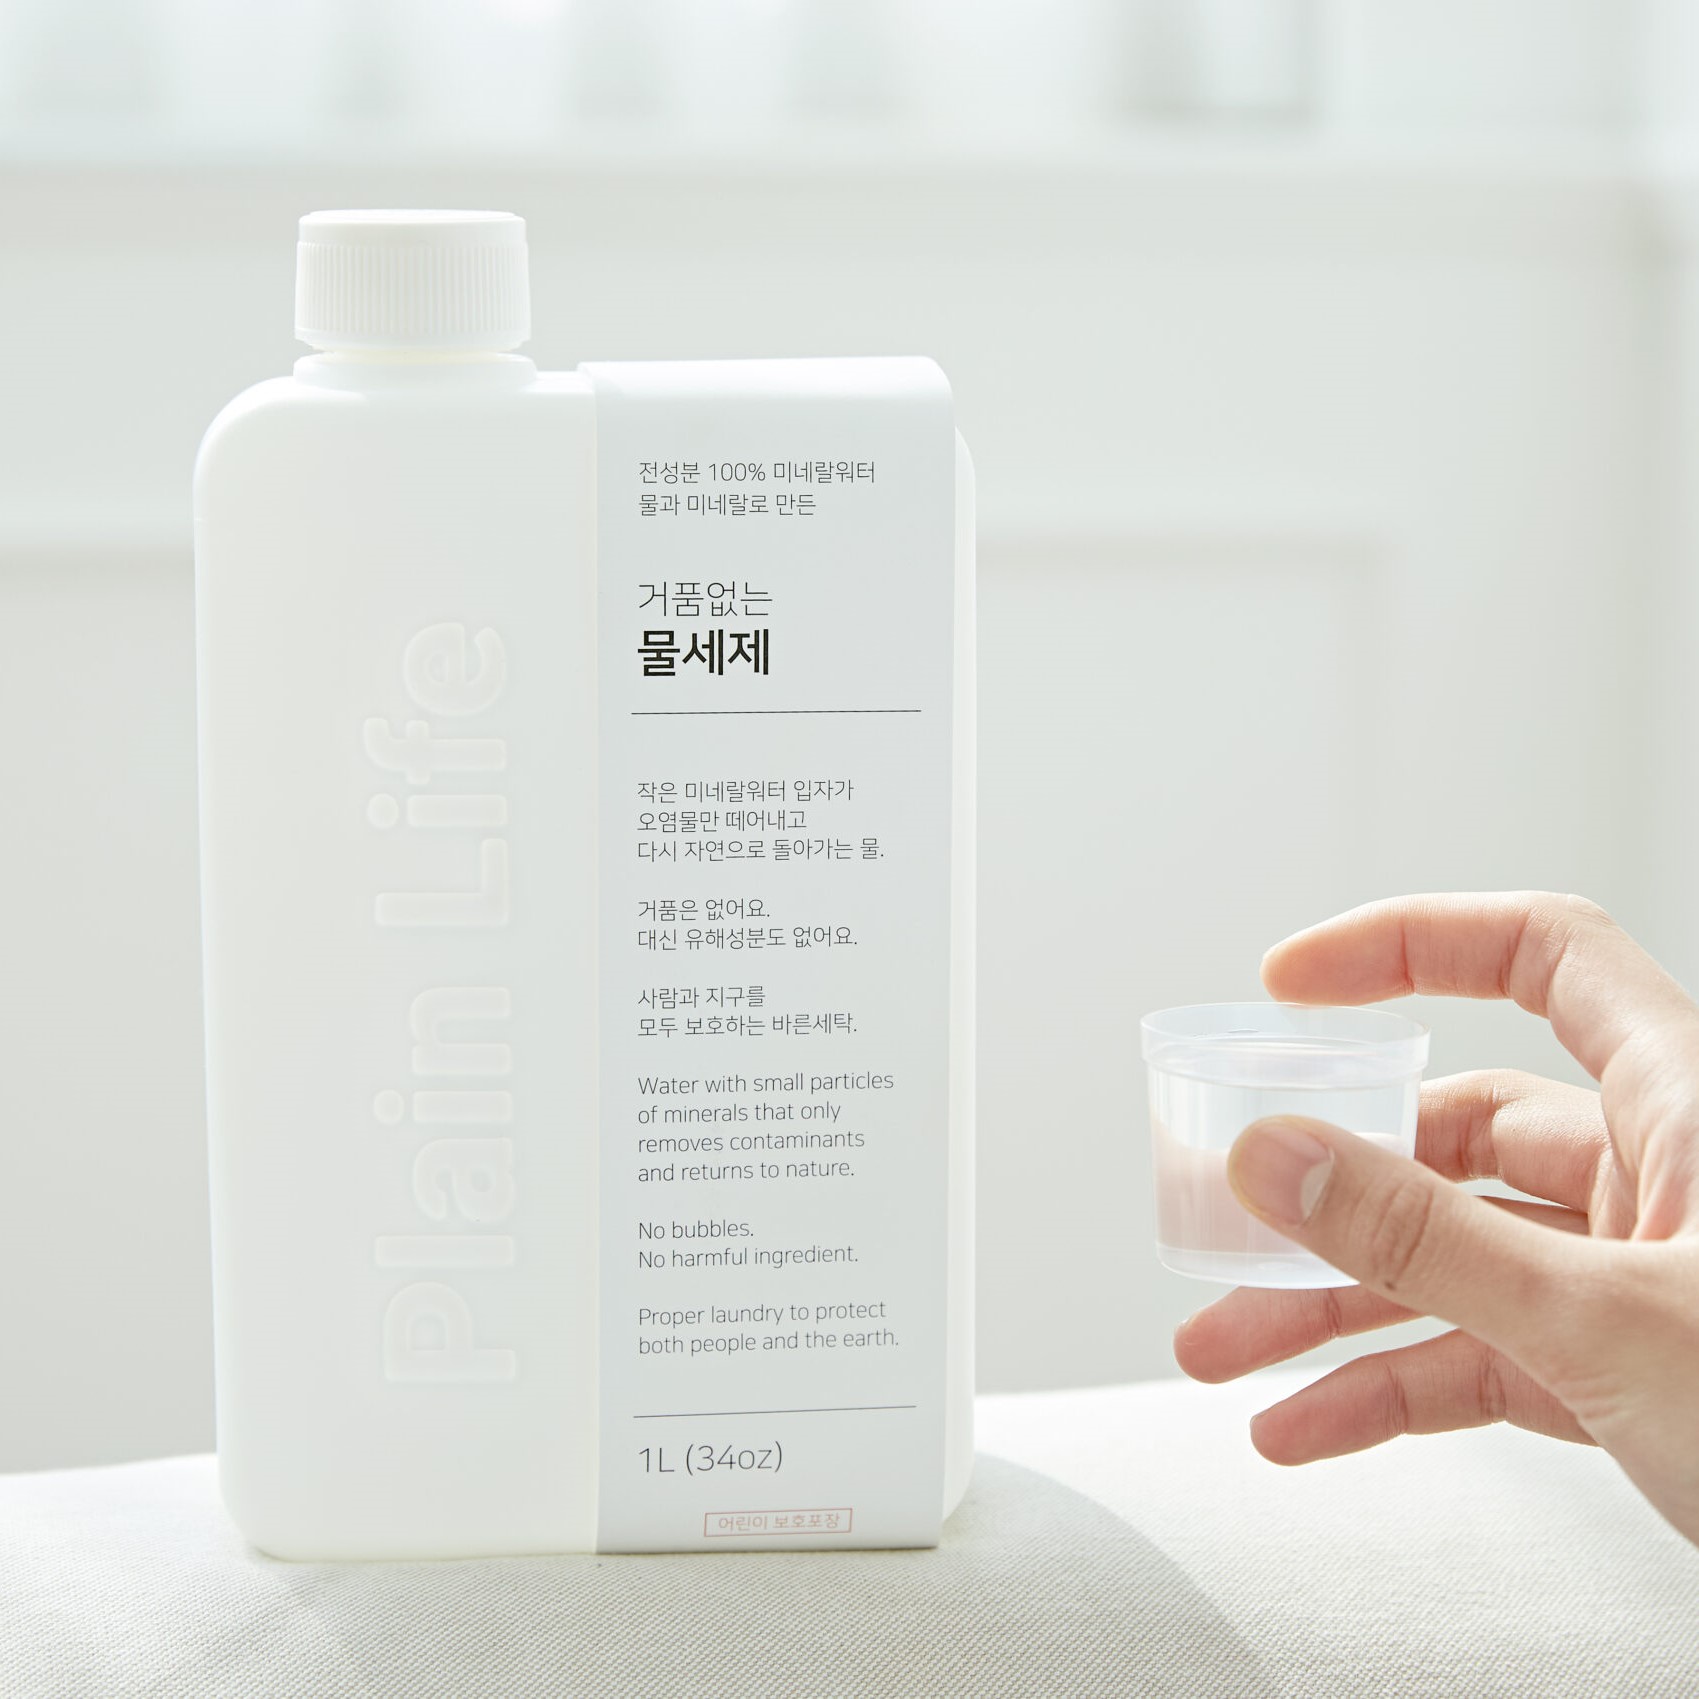 Plain Life
전성분 100% 미네랄워터
물과 미네랄로 만든
거품없는
물세제
작은 미네랄워터 입자가
오염물만 떼어내고
다시 자연으로 돌아가는 물.
거품은 없어요.
대신 유해성분도 없어요.
사람과 지구를
모두 보호하는 바른세탁.
Water with small particles
of minerals that only
removes contaminants
and returns to nature.
No bubbles.
No harmful ingredient.
Proper laundry to protect
both people and the earth.
1L (34oz)
어린이 보호포장